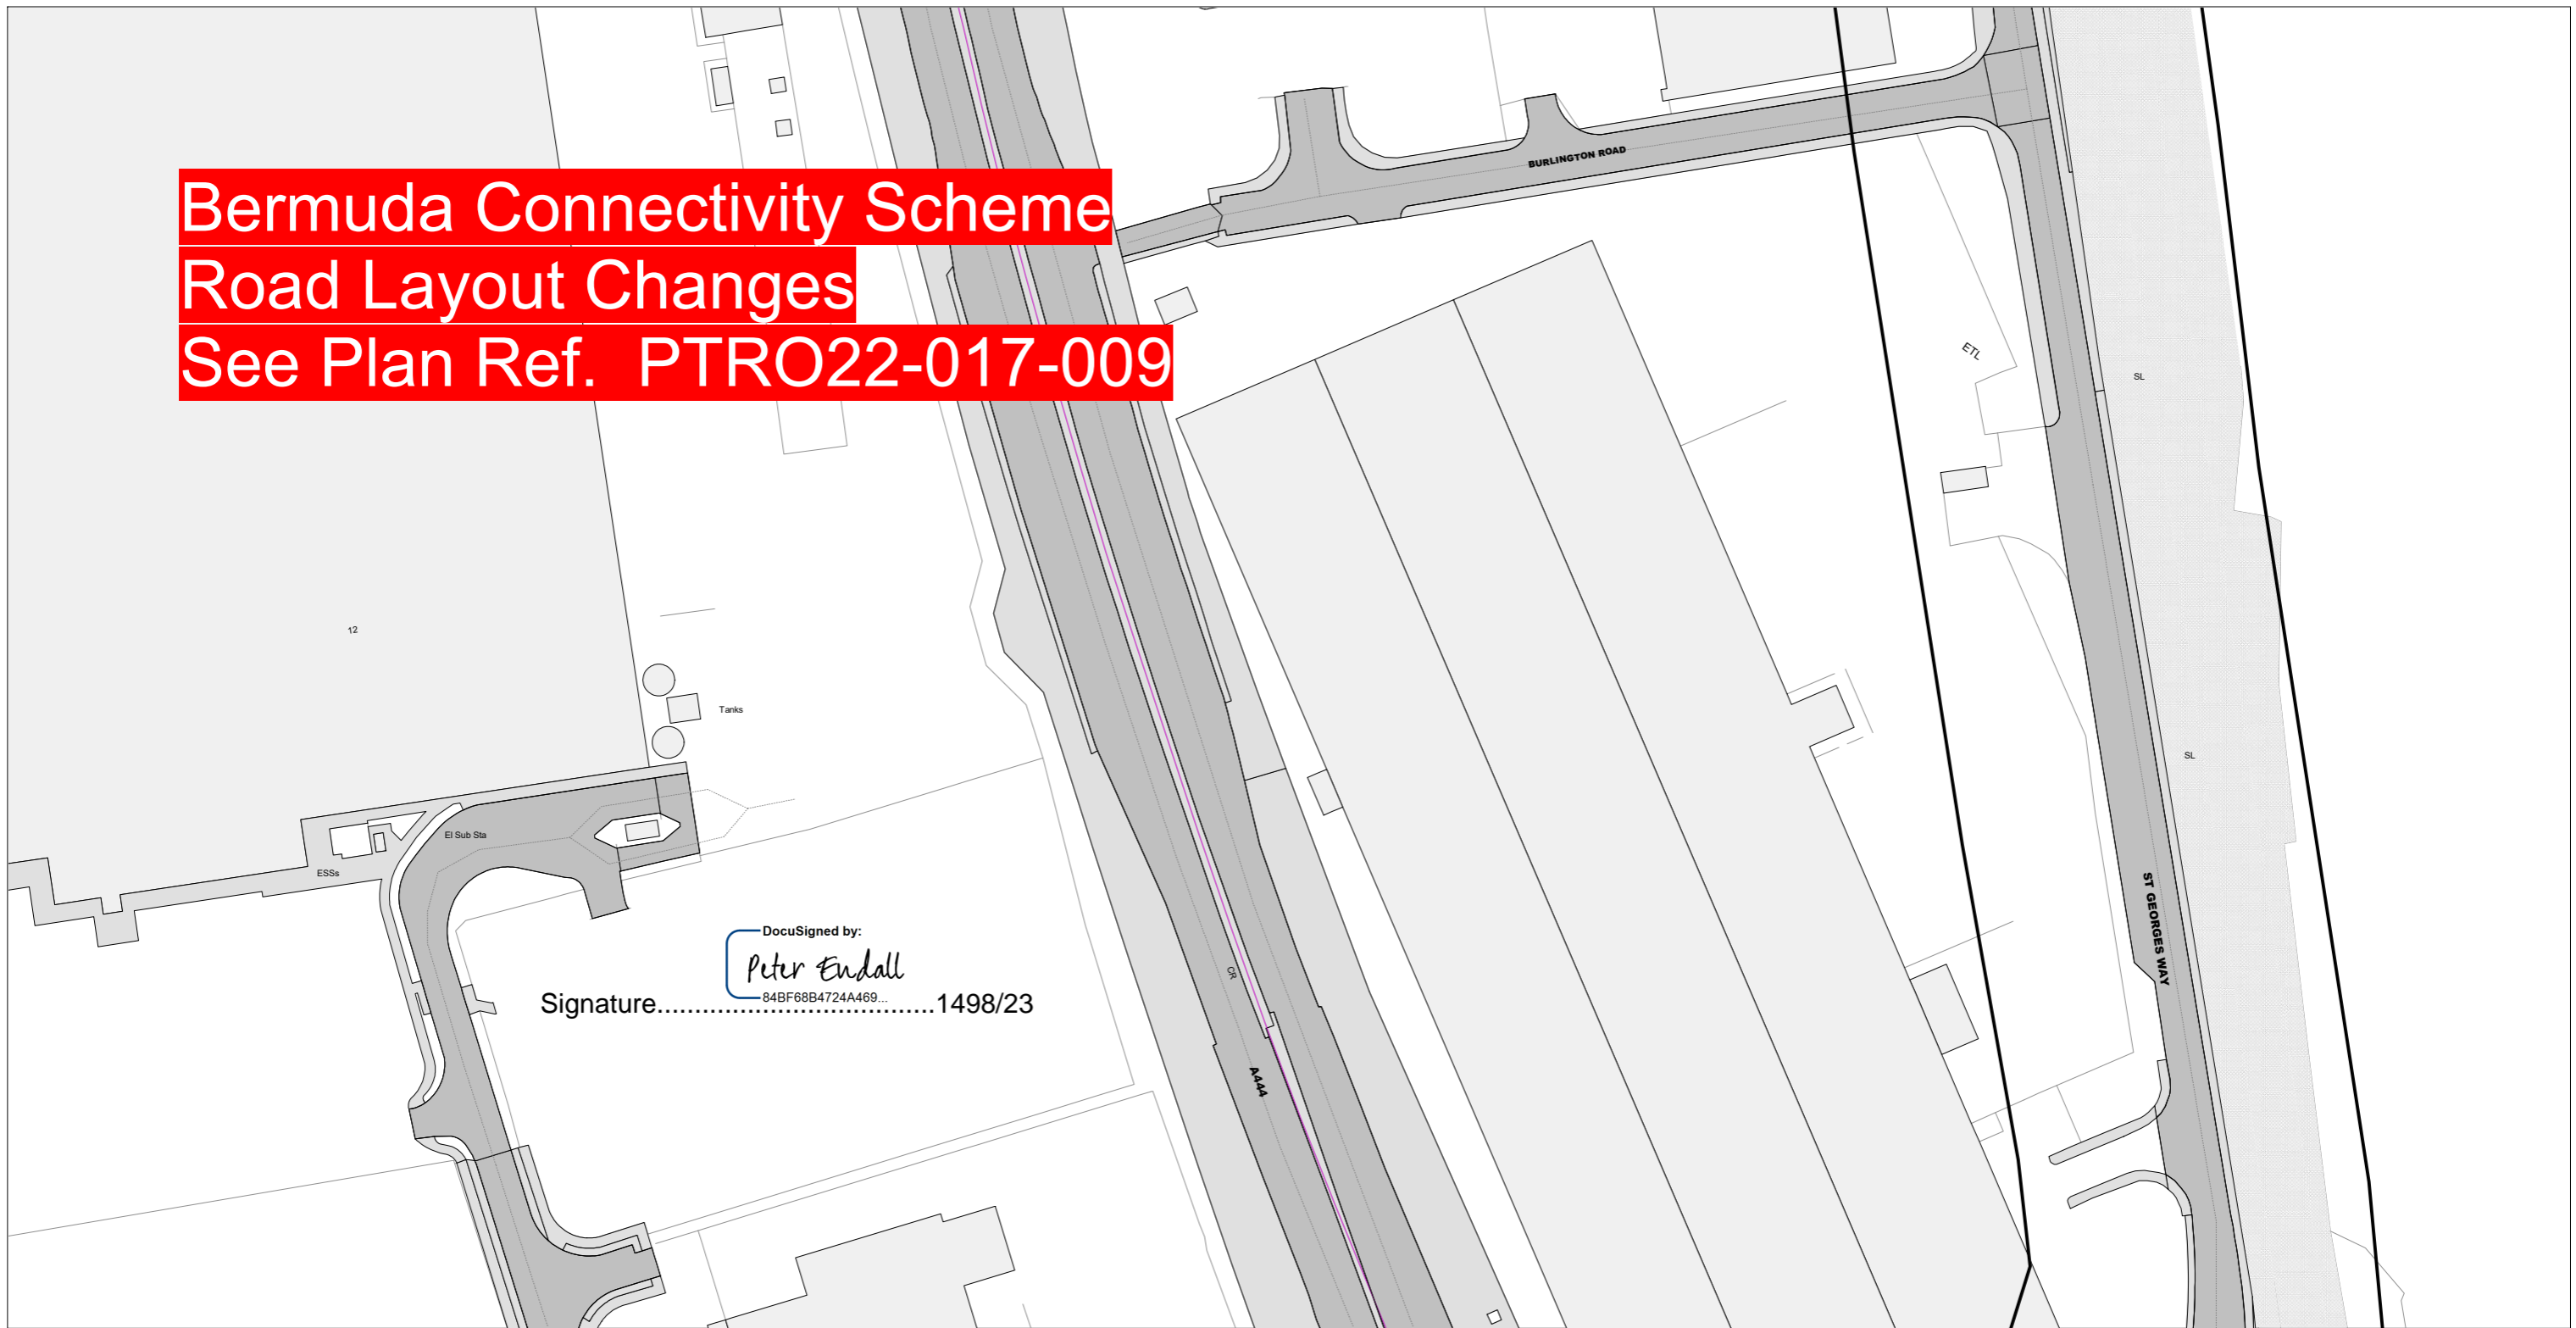 Bermuda Connectivity Scheme
Road Layout Changes
See Plan Ref.  PTRO22-017-009
BURLINGTON ROAD
ETL
SL
12
Tanks
SL
El Sub Sta
ESSs
ST GEORGES WAY
DocuSigned by:
Peter Endall
84BF68B4724A469...
Signature.....................................1498/23
CR
A444